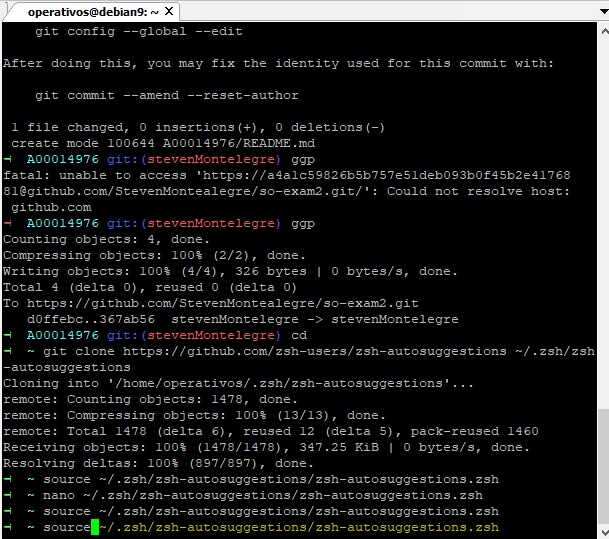 operativos@debian9: ~ ×
git config --global --edit
After doing this, you may fix the identity used for this commit with:
git commit --amend --reset-author
1 file changed, 0 insertions(+), 0 deletions(-)
create mode 100644 A00014976/README.md
A00014976 git:(stevenMontelegre) ggp
fatal: unable to access 'https://a4a1c59826b5b757e51deb093b0f45b2e41768
81@github.com/StevenMontealegre/so-exam2.git/': Could not resolve host:
github.com
A00014976 git:(stevenMontelegre) ggp
Counting objects: 4, done.
Compressing objects: 100% (2/2), done.
Writing objects: 100% (4/4), 326 bytes | 0 bytes/s, done.
Total 4 (delta 0), reused 0 (delta 0)
To https://github.com/StevenMontealegre/so-exam2.git
d0ffebc..367ab56  stevenMontelegre -> stevenMontelegre
A00014976 git:(stevenMontelegre) cd
~ git clone https://github.com/zsh-users/zsh-autosuggestions ~/.zsh/zsh
-autosuggestions
Cloning into '/home/operativos/.zsh/zsh-autosuggestions'...
remote: Counting objects: 1478, done.
remote: Compressing objects: 100% (13/13), done.
remote: Total 1478 (delta 6), reused 12 (delta 5), pack-reused 1460
Receiving objects: 100% (1478/1478), 347.25 KiB | 0 bytes/s, done.
Resolving deltas: 100% (897/897), done.
~ source ~/.zsh/zsh-autosuggestions/zsh-autosuggestions.zsh
~ nano ~/.zsh/zsh-autosuggestions/zsh-autosuggestions.zsh
~ source ~/.zsh/zsh-autosuggestions/zsh-autosuggestions.zsh
~ source ~/.zsh/zsh-autosuggestions/zsh-autosuggestions.zsh